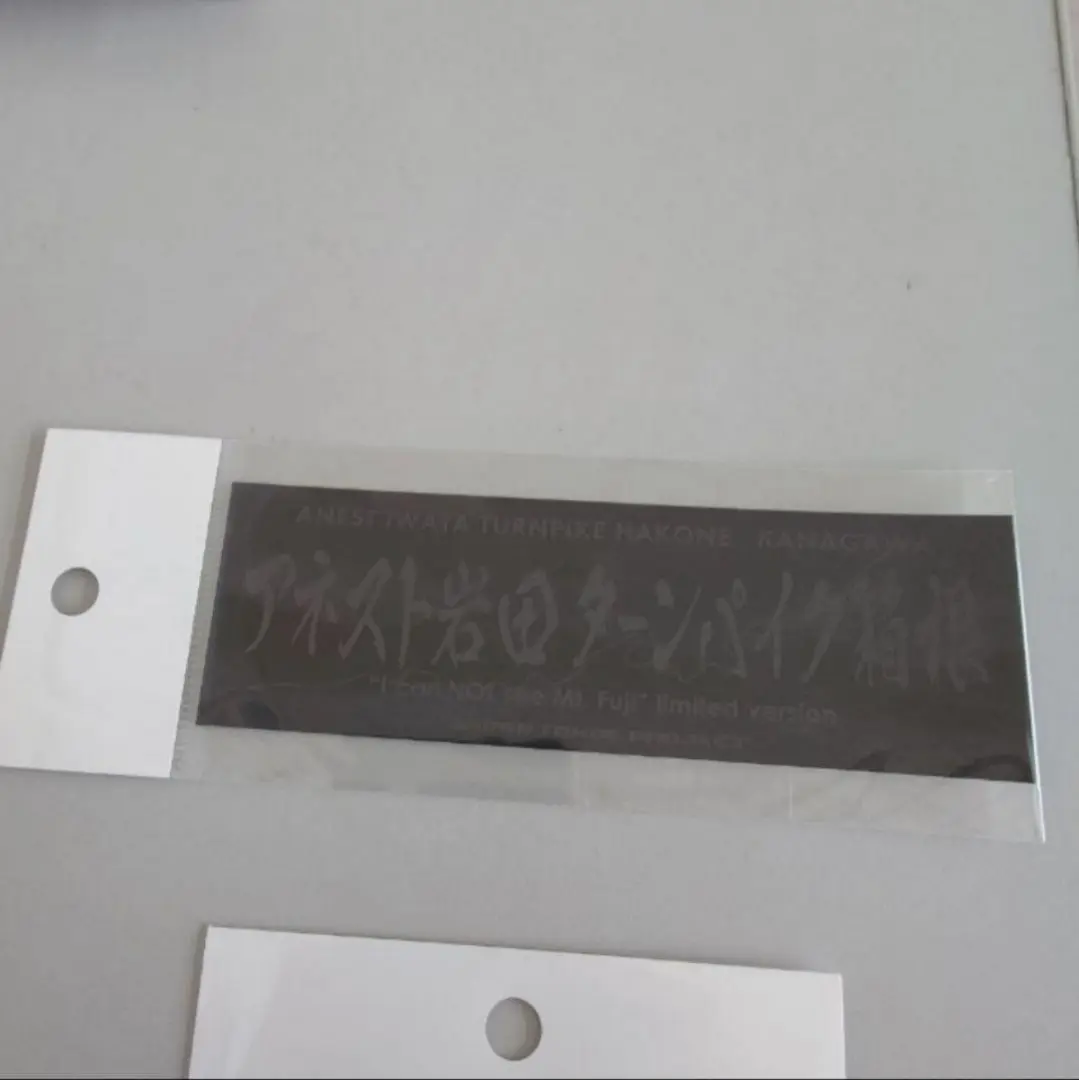 ANEST IWATA TURNPIKE HAKONE KANAGAWA
アネスト岩田ターンパイク箱根
"I can NOT see Mt. Fuji" limited version